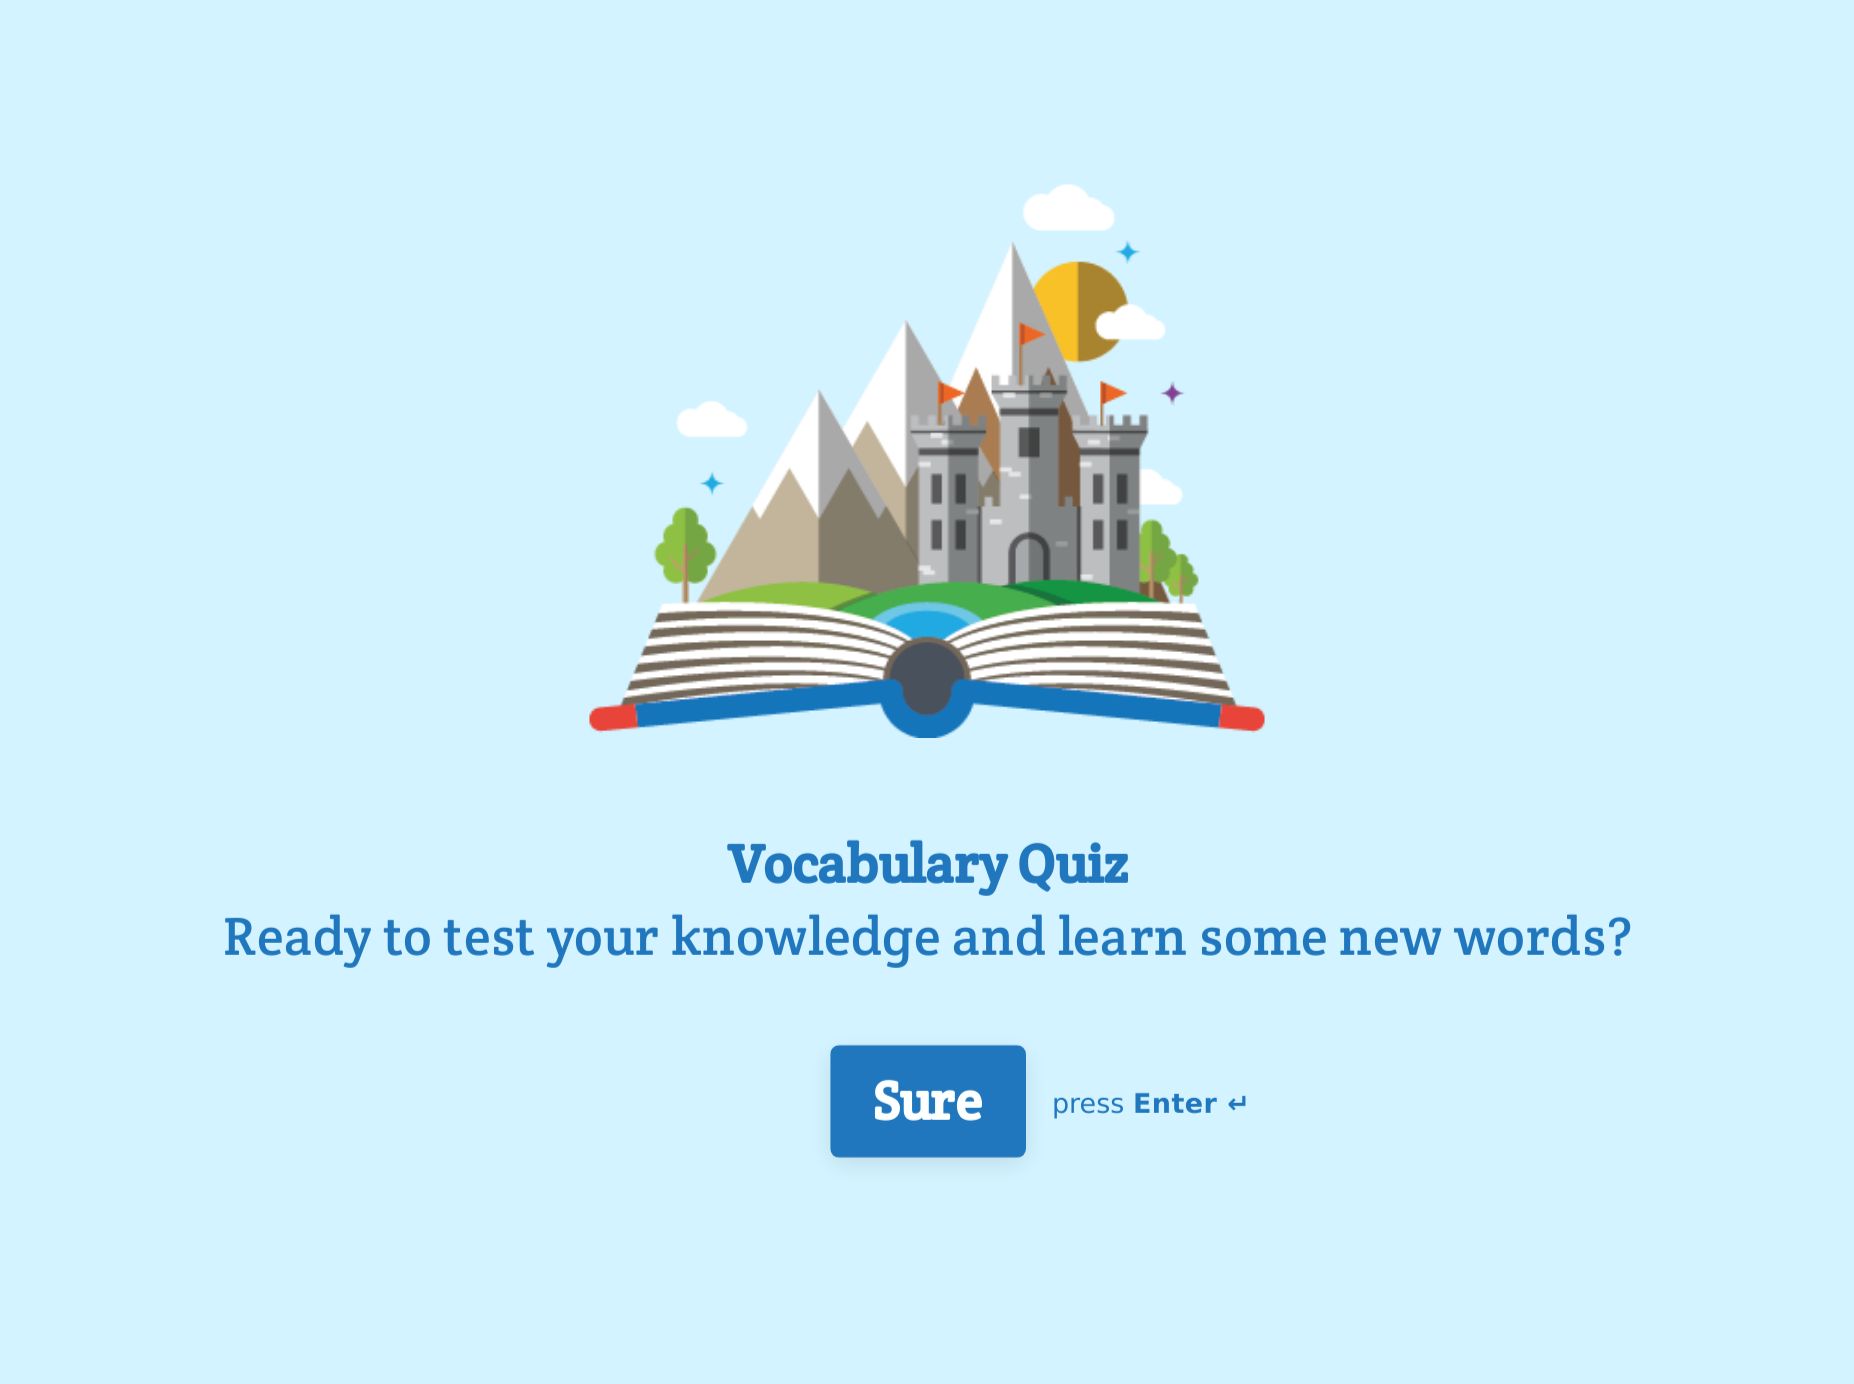 Vocabulary Quiz
Ready to test your knowledge and learn some new words?
Sure
press Enter ↵